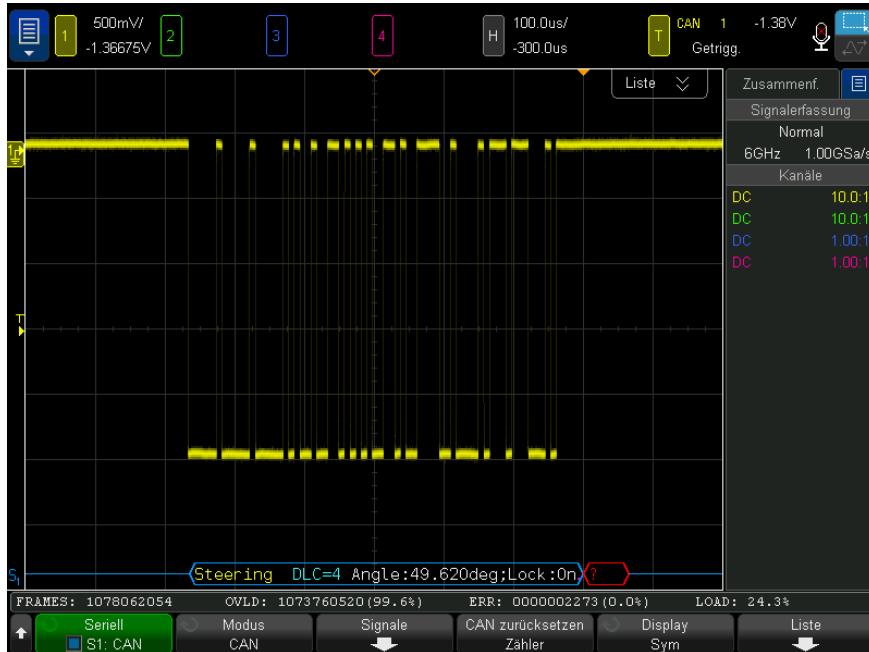 1 500mV/ -1.36675V 2 3 4 H 100.0us/ -300.0us T CAN 1 -1.38V Getrigg.
Liste
Zusammenf.
Signalerfassung
Normal
6GHz 1.00GSa/s
Kanäle
DC 10.0:1
DC 10.0:1
DC 1.00:1
DC 1.00:1
1
T
S1 Steering DLC=4 Angle:49.620deg;Lock:On ?
FRAMES: 1078062054 OVLD: 1073760520(99.6%) ERR: 0000002273(0.0%) LOAD: 24.3%
Seriell Modus Signale CAN zurücksetzen Display Liste
S1: CAN CAN Zähler Sym